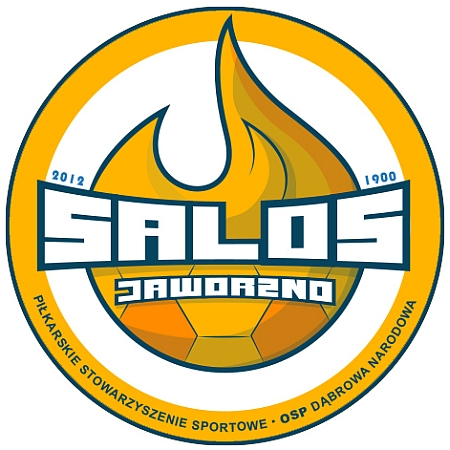 2012 1900
SALOS
JAWORZNO
PIŁKARSKIE STOWARZYSZENIE SPORTOWE · OSP DĄBROWA NARODOWA